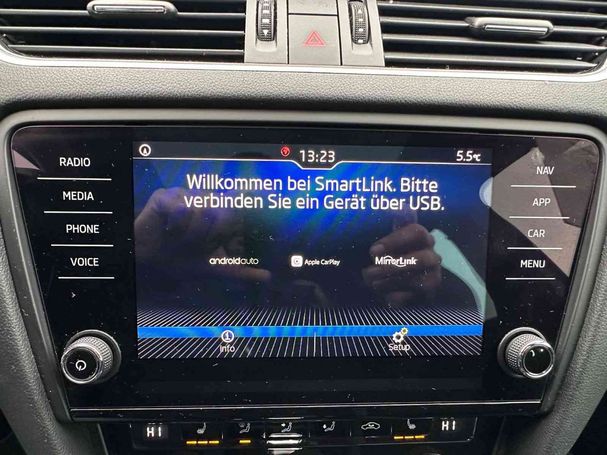 RADIO
MEDIA
PHONE
VOICE
13:23
5.5°C
Willkommen bei SmartLink. Bitte
verbinden Sie ein Gerät über USB.
androidauto
Apple CarPlay
MirrorLink
Info
Setup
NAV
APP
CAR
MENU
HI
HI